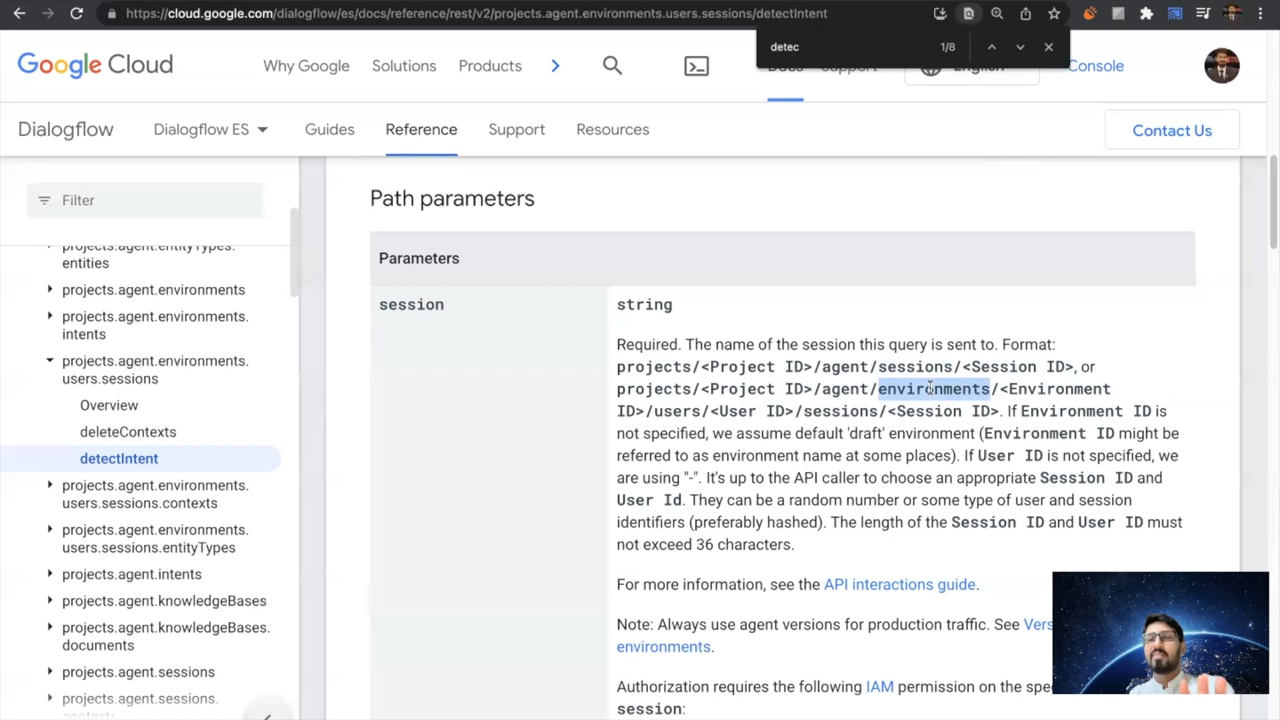 https://cloud.google.com/dialogflow/es/docs/reference/rest/v2/projects.agent.environments.users.sessions/detectIntent
detec 1/8
Google Cloud Why Google Solutions Products Docs Support English Console
Dialogflow Dialogflow ES Guides Reference Support Resources Contact Us
Filter
projects.agent.entityTypes.
entities
projects.agent.environments
projects.agent.environments.
intents
projects.agent.environments.
users.sessions
Overview
deleteContexts
detectIntent
projects.agent.environments.
users.sessions.contexts
projects.agent.environments.
users.sessions.entityTypes
projects.agent.intents
projects.agent.knowledgeBases
projects.agent.knowledgeBases.
documents
projects.agent.sessions
projects.agent.sessions.
contexts
Path parameters
Parameters
session string
Required. The name of the session this query is sent to. Format:
projects/<Project ID>/agent/sessions/<Session ID>, or
projects/<Project ID>/agent/environments/<Environment
ID>/users/<User ID>/sessions/<Session ID>. If Environment ID is
not specified, we assume default 'draft' environment (Environment ID might be
referred to as environment name at some places). If User ID is not specified, we
are using "-". It's up to the API caller to choose an appropriate Session ID and
User Id. They can be a random number or some type of user and session
identifiers (preferably hashed). The length of the Session ID and User ID must
not exceed 36 characters.
For more information, see the API interactions guide.
Note: Always use agent versions for production traffic. See Vers
environments.
Authorization requires the following IAM permission on the spe
session: